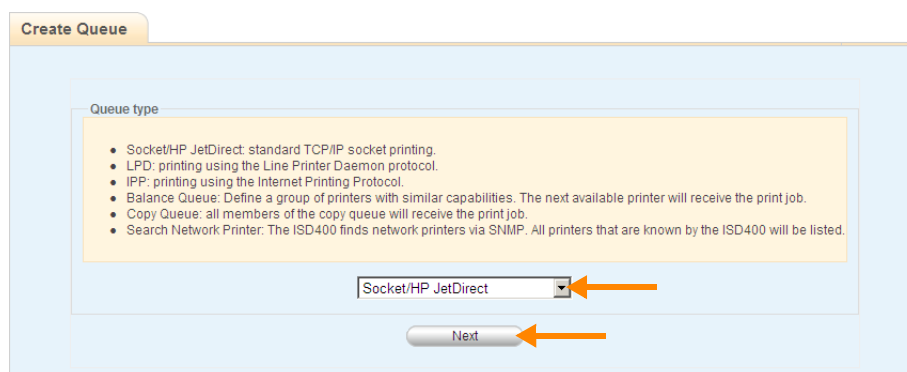 Create Queue
Queue type
Socket/HP JetDirect: standard TCP/IP socket printing.
LPD: printing using the Line Printer Daemon protocol.
IPP: printing using the Internet Printing Protocol.
Balance Queue: Define a group of printers with similar capabilities. The next available printer will receive the print job.
Copy Queue: all members of the copy queue will receive the print job.
Search Network Printer: The ISD400 finds network printers via SNMP. All printers that are known by the ISD400 will be listed.
Socket/HP JetDirect
Next